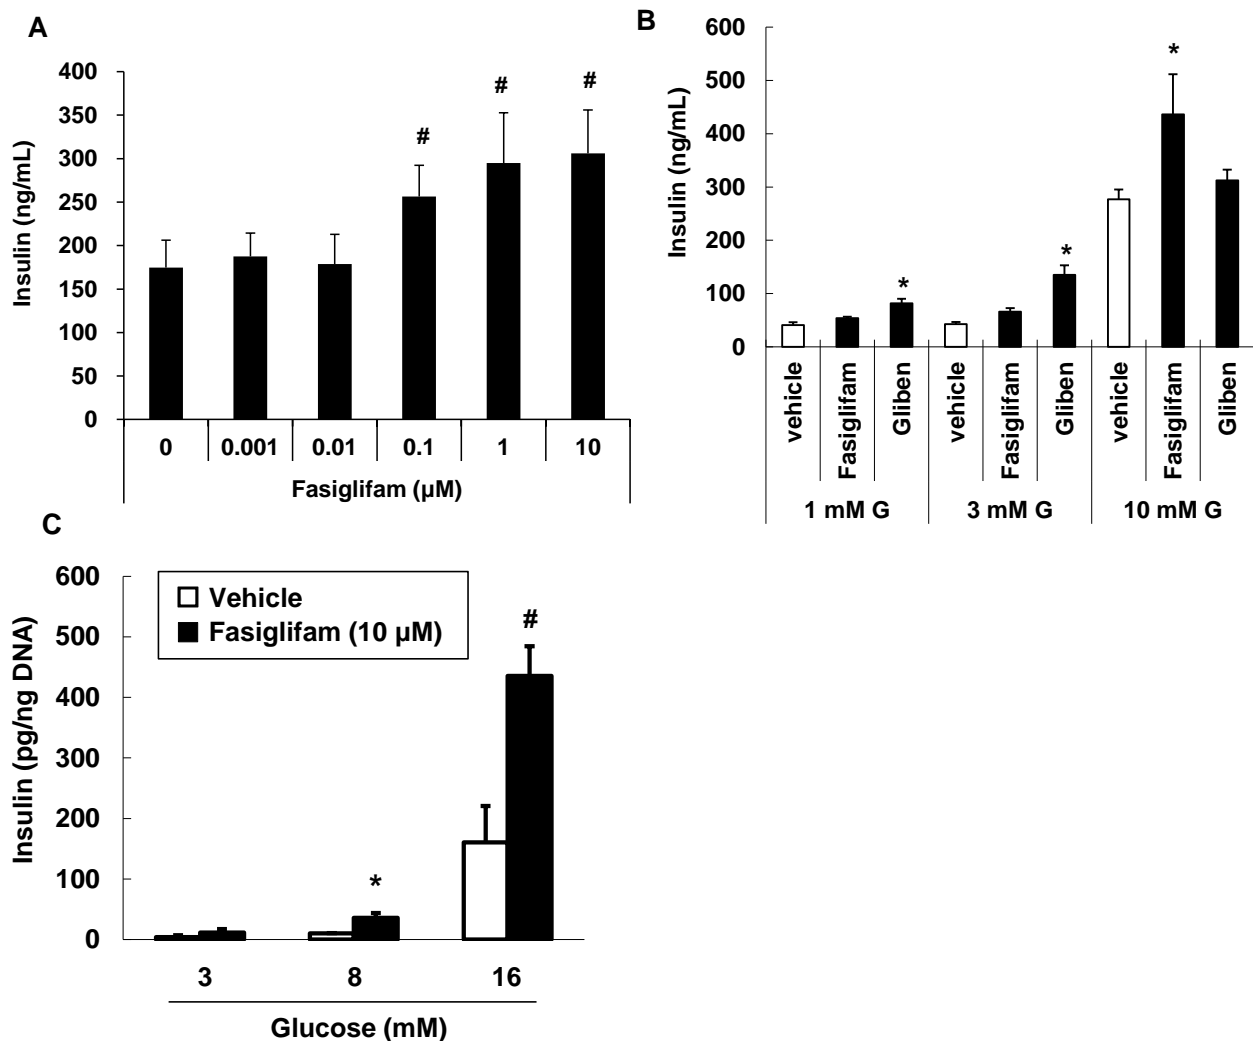 A
Insulin (ng/mL)
400
350
300
250
200
150
100
50
0
#
#
#
0 0.001 0.01 0.1 1 10
Fasiglifam (µM)
B
Insulin (ng/mL)
600
500
400
300
200
100
0
*
*
*
vehicle Fasiglifam Gliben vehicle Fasiglifam Gliben vehicle Fasiglifam Gliben
1 mM G 3 mM G 10 mM G
C
Insulin (pg/ng DNA)
600
500
400
300
200
100
0
Vehicle
Fasiglifam (10 µM)
*
#
3 8 16
Glucose (mM)